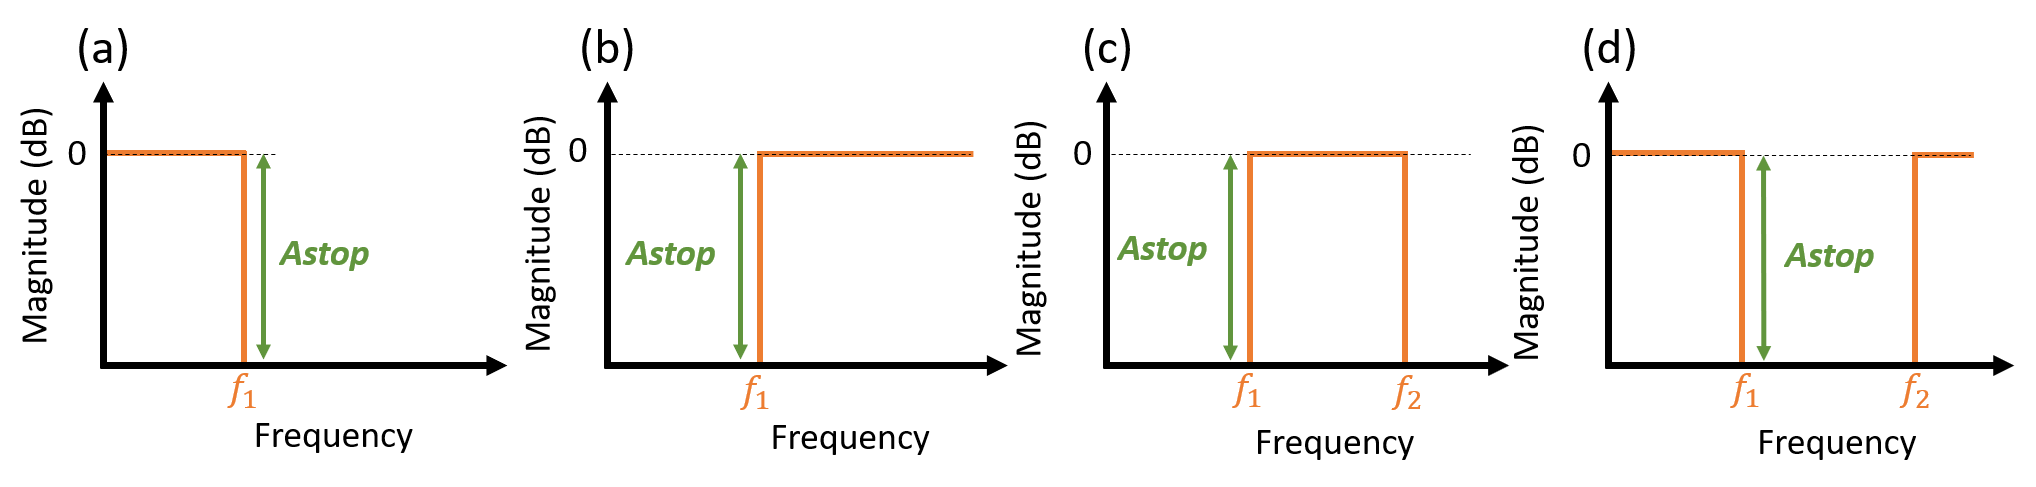 (a)
Magnitude (dB)
0
Astop
f₁
Frequency
(b)
Magnitude (dB)
0
Astop
f₁
Frequency
(c)
Magnitude (dB)
0
Astop
f₁
f₂
Frequency
(d)
Magnitude (dB)
0
Astop
f₁
f₂
Frequency